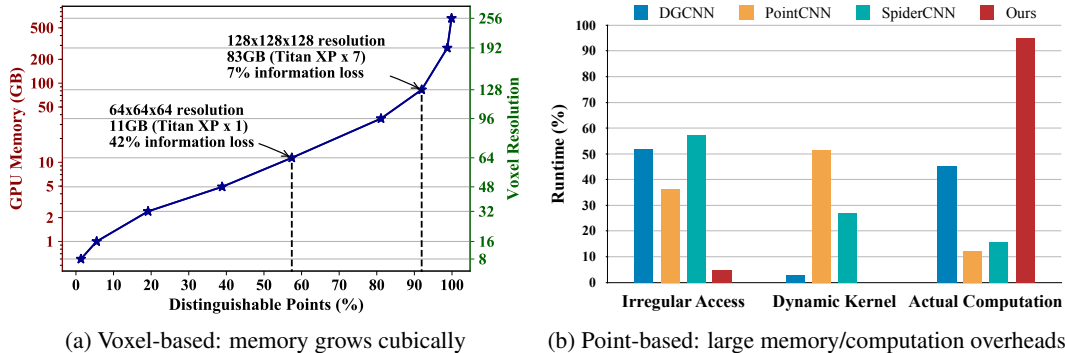 GPU Memory (GB)
500
200
100
50
10
5
2
1
128x128x128 resolution
83GB (Titan XP x 7)
7% information loss
64x64x64 resolution
11GB (Titan XP x 1)
42% information loss
256
192
128
96
64
48
32
16
8
Voxel Resolution
0 10 20 30 40 50 60 70 80 90 100
Distinguishable Points (%)
(a) Voxel-based: memory grows cubically
DGCNN PointCNN SpiderCNN Ours
Runtime (%)
100
90
80
70
60
50
40
30
20
10
0
Irregular Access Dynamic Kernel Actual Computation
(b) Point-based: large memory/computation overheads